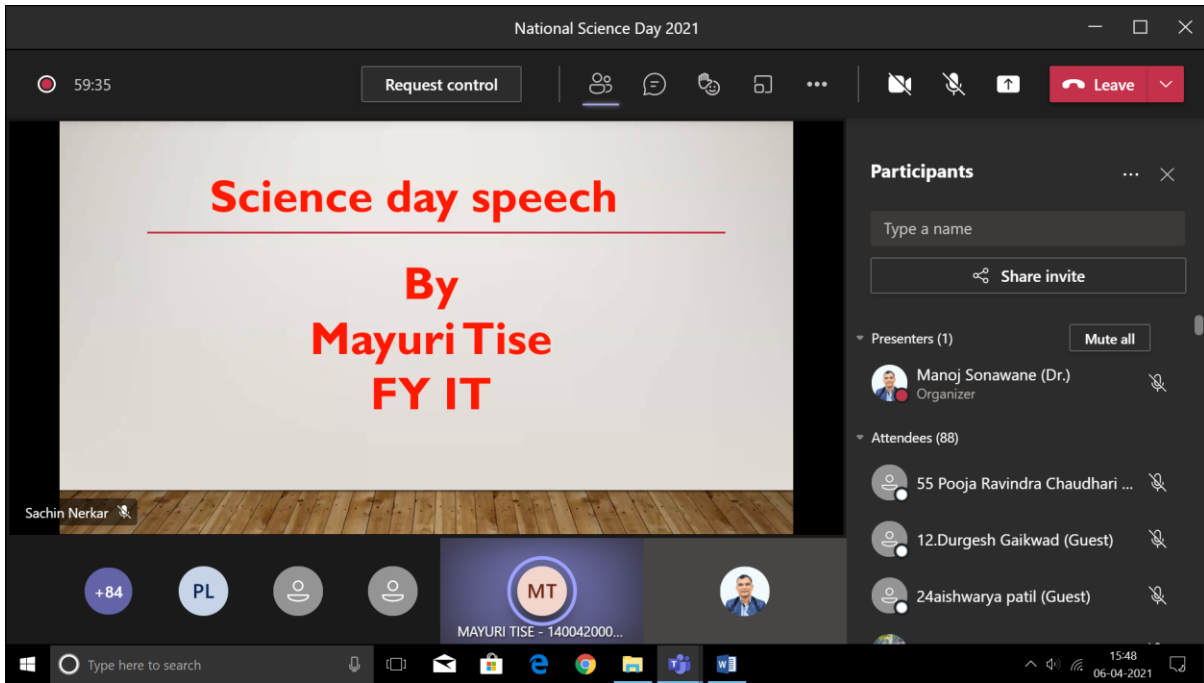 National Science Day 2021
59:35
Request control
Leave
Science day speech
By
Mayuri Tise
FY IT
Sachin Nerkar
+84
PL
MT
MAYURI TISE - 140042000...
Participants
Type a name
Share invite
Presenters (1)
Mute all
Manoj Sonawane (Dr.)
Organizer
Attendees (88)
55 Pooja Ravindra Chaudhari ...
12.Durgesh Gaikwad (Guest)
24aishwarya patil (Guest)
Type here to search
15:48
06-04-2021